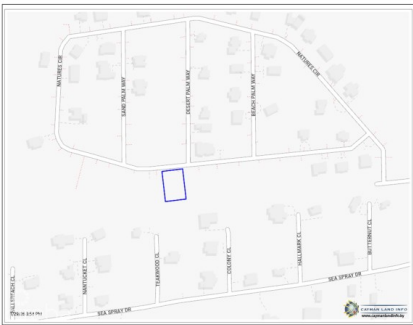 NATURES CIR
NATURES CIR
SAND PALM WAY
DESERT PALM WAY
BEACH PALM WAY
NANTUCKET CL
TEAKWOOD CL
COLONY CL
HALLMARK CL
BUTTERNUT CL
SEA SPRAY DR
SEA SPRAY DR
CAYMAN LAND INFO
www.caymanlandinfo.ky